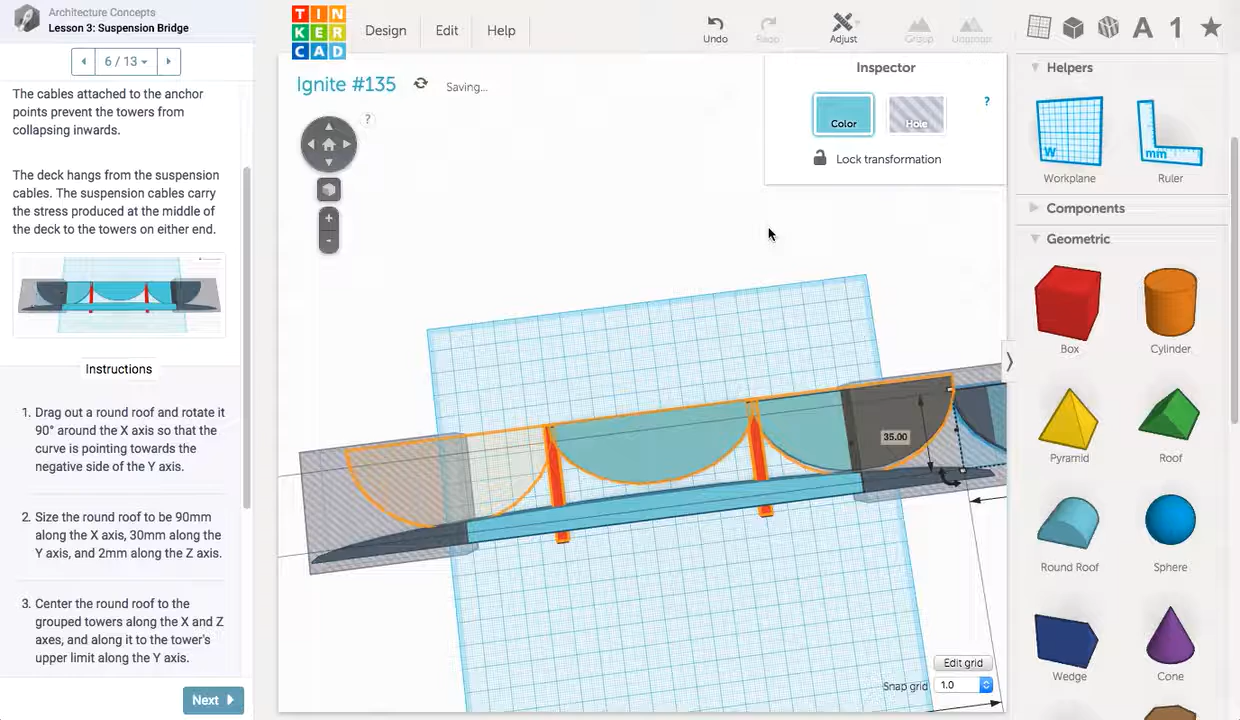 Architecture Concepts
Lesson 3: Suspension Bridge
6 / 13
The cables attached to the anchor
points prevent the towers from
collapsing inwards.
The deck hangs from the suspension
cables. The suspension cables carry
the stress produced at the middle of
the deck to the towers on either end.
Instructions
1. Drag out a round roof and rotate it
90° around the X axis so that the
curve is pointing towards the
negative side of the Y axis.
2. Size the round roof to be 90mm
along the X axis, 30mm along the
Y axis, and 2mm along the Z axis.
3. Center the round roof to the
grouped towers along the X and Z
axes, and along it to the tower's
upper limit along the Y axis.
Next
TIN
KER
CAD
Design
Edit
Help
Undo
Redo
Adjust
Group
Ungroup
Ignite #135
Saving...
?
+
-
Inspector
Color
Hole
?
Lock transformation
35.00
Edit grid
Snap grid
1.0
A
1
Helpers
W
Workplane
mm
Ruler
Components
Geometric
Box
Cylinder
Pyramid
Roof
Round Roof
Sphere
Wedge
Cone